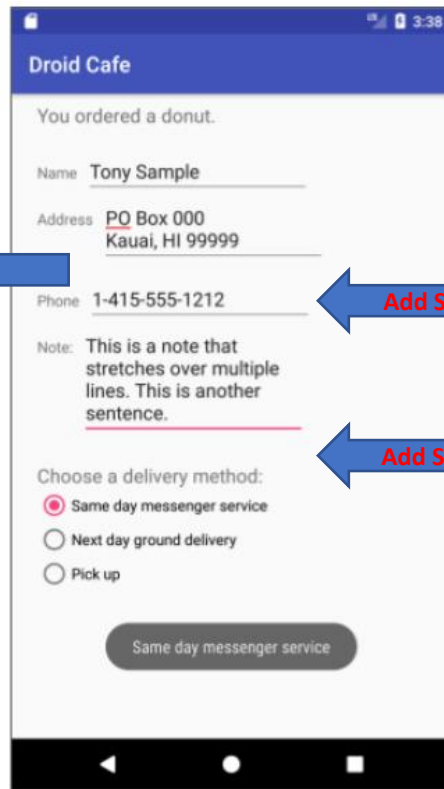 3:38
Droid Cafe
You ordered a donut.
Name Tony Sample
Address PO Box 000
Kauai, HI 99999
Phone 1-415-555-1212
Add S
Note: This is a note that
stretches over multiple
lines. This is another
sentence.
Add S
Choose a delivery method:
Same day messenger service
Next day ground delivery
Pick up
Same day messenger service